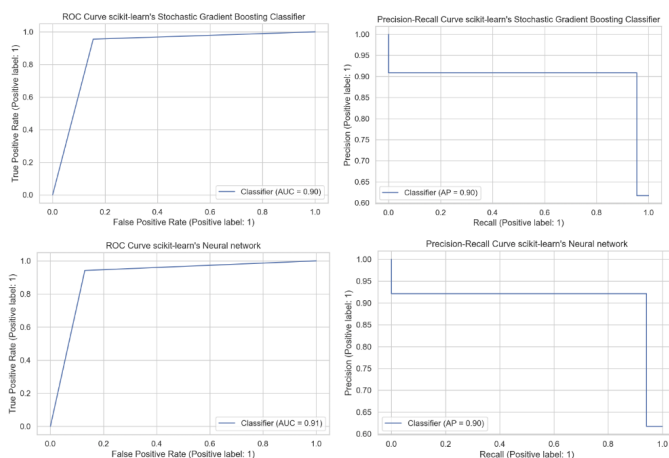 ROC Curve scikit-learn's Stochastic Gradient Boosting Classifier
True Positive Rate (Positive label: 1)
1.0
0.8
0.6
0.4
0.2
0.0
Classifier (AUC = 0.90)
0.0 0.2 0.4 0.6 0.8 1.0
False Positive Rate (Positive label: 1)
Precision-Recall Curve scikit-learn's Stochastic Gradient Boosting Classifier
Precision (Positive label: 1)
1.00
0.95
0.90
0.85
0.80
0.75
0.70
0.65
0.60
Classifier (AP = 0.90)
0.0 0.2 0.4 0.6 0.8 1.0
Recall (Positive label: 1)
ROC Curve scikit-learn's Neural network
True Positive Rate (Positive label: 1)
1.0
0.8
0.6
0.4
0.2
0.0
Classifier (AUC = 0.91)
0.0 0.2 0.4 0.6 0.8 1.0
False Positive Rate (Positive label: 1)
Precision-Recall Curve scikit-learn's Neural network
Precision (Positive label: 1)
1.00
0.95
0.90
0.85
0.80
0.75
0.70
0.65
0.60
Classifier (AP = 0.90)
0.0 0.2 0.4 0.6 0.8 1.0
Recall (Positive label: 1)